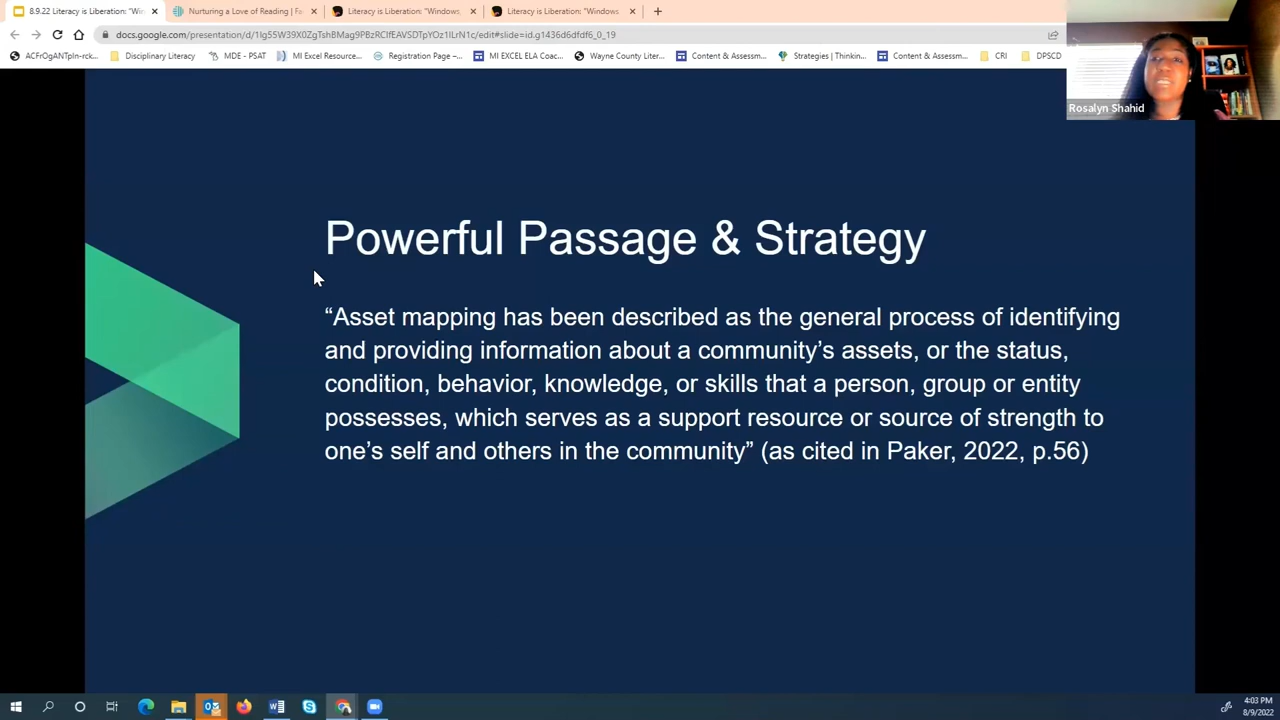 8.9.22 Literacy is Liberation: "Win
Nurturing a Love of Reading | Fa
Literacy is Liberation: "Windows
Literacy is Liberation: "Windows
docs.google.com/presentation/d/1lg55W39X0ZgTshBMag9PBzRClfEAVSDTpYOz1lLrN1c/edit#slide=id.g1436d6dfdf6_0_19
ACFrOgANTpIn-rck... Disciplinary Literacy MDE - PSAT MI Excel Resource... Registration Page –... MI EXCEL ELA Coac... Wayne County Liter... Content & Assessm... Strategies | Thinkin... Content & Assessm... CRI DPSCD
Rosalyn Shahid
Powerful Passage & Strategy
“Asset mapping has been described as the general process of identifying
and providing information about a community’s assets, or the status,
condition, behavior, knowledge, or skills that a person, group or entity
possesses, which serves as a support resource or source of strength to
one’s self and others in the community” (as cited in Paker, 2022, p.56)
4:03 PM
8/9/2022